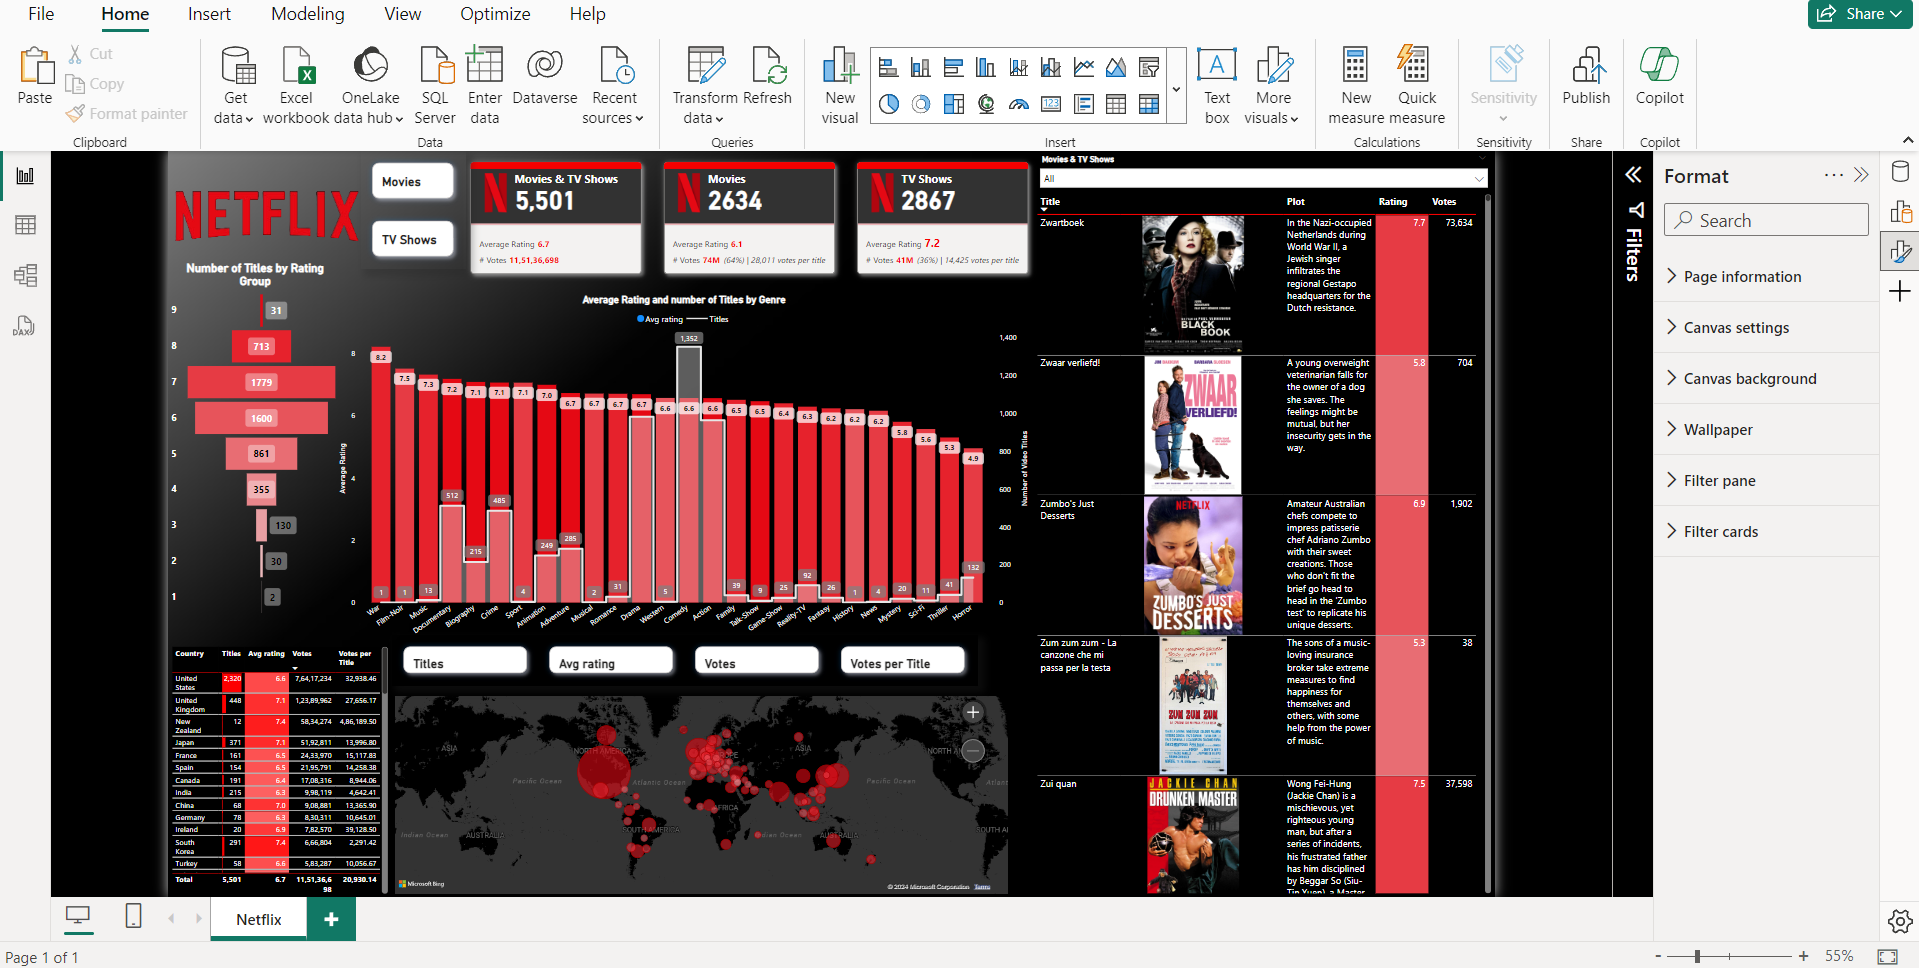 File Home Insert Modeling View Optimize Help
Share
Paste
Cut
Copy
Format painter
Clipboard
Get data
Excel workbook
OneLake data hub
SQL Server
Enter data
Dataverse
Recent sources
Data
Transform data
Refresh
Queries
New visual
Text box
More visuals
Insert
New measure
Quick measure
Calculations
Sensitivity
Sensitivity
Publish
Share
Copilot
Copilot
NETFLIX
Movies
TV Shows
Movies & TV Shows
5,501
Average Rating 6.7
# Votes 11,51,36,698
Movies
2634
Average Rating 6.1
# Votes 74M (64%) | 28,011 votes per title
TV Shows
2867
Average Rating 7.2
# Votes 41M (36%) | 14,425 votes per title
Number of Titles by Rating
Group
9 31
8 713
7 1779
6 1600
5 861
4 355
3 130
2 30
1 2
Average Rating and number of Titles by Genre
Avg rating Titles
Average Rating
8
6
4
2
0
8.2 7.5 7.3 7.2 7.1 7.1 7.1 7.0 6.7 6.7 6.7 6.7 6.6 6.6 6.6 6.5 6.5 6.4 6.3 6.2 6.2 6.2 5.8 5.6 5.3 4.9
1 1 13 512 215 485 4 249 285 2 31 5 1,352 39 9 25 92 26 1 4 20 11 41 132
War Film-Noir Music Documentary Biography Crime Sport Animation Adventure Musical Romance Drama Western Comedy Action Family Talk-Show Game-Show Reality-TV Fantasy History News Mystery Sci-Fi Thriller Horror
1,400
1,200
1,000
800
600
400
200
0
Number of Video Titles
Country Titles Avg rating Votes Votes per Title
United States 2,320 6.6 7,64,17,234 32,938.46
United Kingdom 448 7.1 1,23,89,962 27,656.17
New Zealand 12 7.4 58,34,274 4,86,189.50
Japan 371 7.1 51,92,811 13,996.80
France 161 6.5 24,33,970 15,117.83
Spain 154 6.5 21,95,791 14,258.38
Canada 191 6.4 17,08,316 8,944.06
India 215 6.3 9,98,119 4,642.41
China 68 7.0 9,08,881 13,365.90
Germany 78 6.3 8,30,311 10,645.01
Ireland 20 6.9 7,82,570 39,128.50
South Korea 291 7.4 6,66,804 2,291.42
Turkey 58 6.6 5,83,287 10,056.67
Total 5,501 6.7 11,51,36,698 20,930.14
Titles
Avg rating
Votes
Votes per Title
ASIA
NORTH AMERICA
ASIA
NORTH
Pacific Ocean
Atlantic Ocean
Pacific Ocean
Atlant
AFRICA
SOUTH AMERICA
Indian Ocean
AUSTRALIA
Indian Ocean
AUSTRALIA
SOUTH A
Microsoft Bing
© 2024 Microsoft Corporation Terms
Movies & TV Shows
All
Title Plot Rating Votes
Zwartboek
BLACK
BOOK
In the Nazi-occupied
Netherlands during
World War II, a
Jewish singer
infiltrates the
regional Gestapo
headquarters for the
Dutch resistance.
7.7 73,634
Zwaar verliefd!
ZWAAR
VERLIEFD!
A young overweight
veterinarian falls for
the owner of a dog
she saves. The
feelings might be
mutual, but her
insecurity gets in the
way.
5.8 704
Zumbo's Just
Desserts
NETFLIX
ZUMBO'S JUST
DESSERTS
Amateur Australian
chefs compete to
impress patisserie
chef Adriano Zumbo
with their sweet
creations. Those
who don't fit the
brief go head to
head in the 'Zumbo
test' to replicate his
unique desserts.
6.9 1,902
Zum zum zum - La
canzone che mi
passa per la testa
ZUM ZUM ZUM
The sons of a music-
loving insurance
broker take extreme
measures to find
happiness for
themselves and
others, with some
help from the power
of music.
5.3 38
Zui quan
JACKIE CHAN
DRUNKEN MASTER
Wong Fei-Hung
(Jackie Chan) is a
mischievous, yet
righteous young
man, but after a
series of incidents,
his frustrated father
has him disciplined
by Beggar So (Siu-
Tin Yuen), a Master
7.5 37,598
Filters
Format
Search
Page information
Canvas settings
Canvas background
Wallpaper
Filter pane
Filter cards
DAX
Netflix
Page 1 of 1
55%